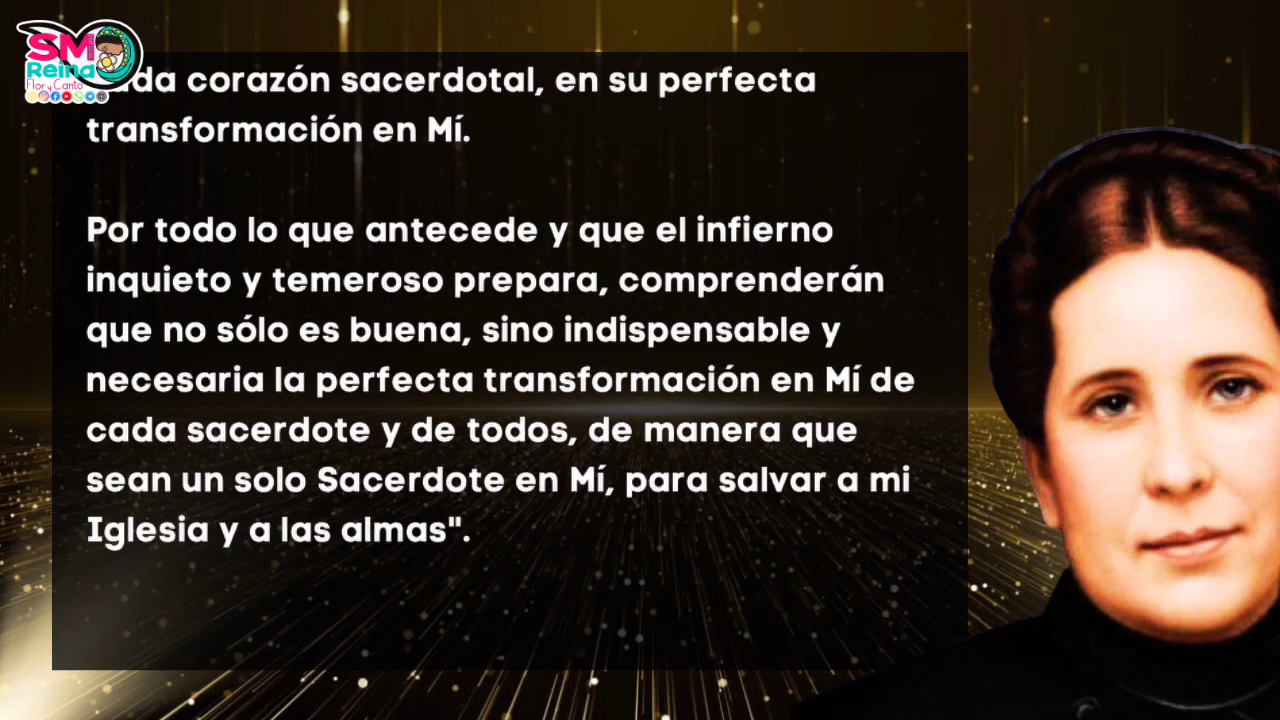 SM
Reina
Flor y Canto
da corazón sacerdotal, en su perfecta
transformación en Mí.
Por todo lo que antecede y que el infierno
inquieto y temeroso prepara, comprenderán
que no sólo es buena, sino indispensable y
necesaria la perfecta transformación en Mí de
cada sacerdote y de todos, de manera que
sean un solo Sacerdote en Mí, para salvar a mi
Iglesia y a las almas".